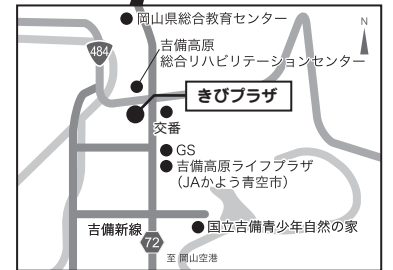 岡山県総合教育センター
N
484
吉備高原
総合リハビリテーションセンター
きびプラザ
交番
GS
吉備高原ライフプラザ
（JAかよう青空市）
吉備新線
国立吉備青少年自然の家
72
至 岡山空港